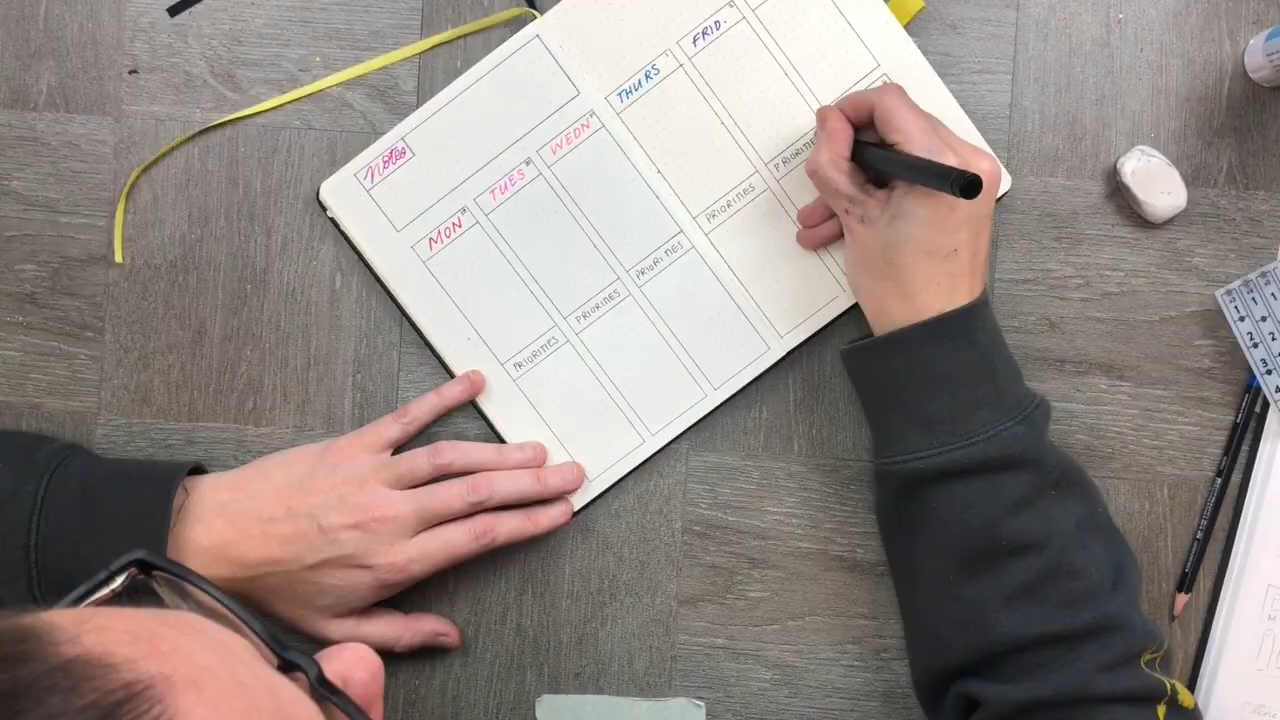 Notes
MON
TUES
WEDN
THURS
FRID.
PRIORITIES
PRIORITIES
PRIORITIES
PRIORITIES
PRIORITIES